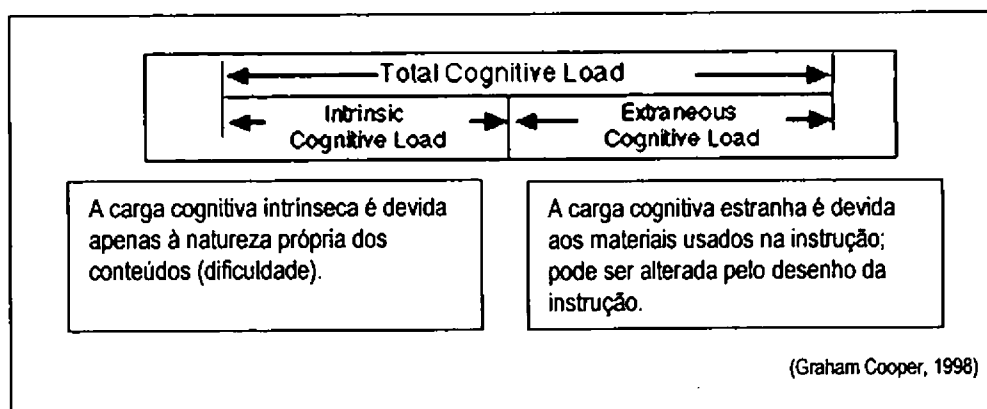 Total Cognitive Load
Intrinsic
Cognitive Load
Extraneous
Cognitive Load
A carga cognitiva intrínseca é devida
apenas à natureza própria dos
conteúdos (dificuldade).
A carga cognitiva estranha é devida
aos materiais usados na instrução;
pode ser alterada pelo desenho da
instrução.
(Graham Cooper, 1998)